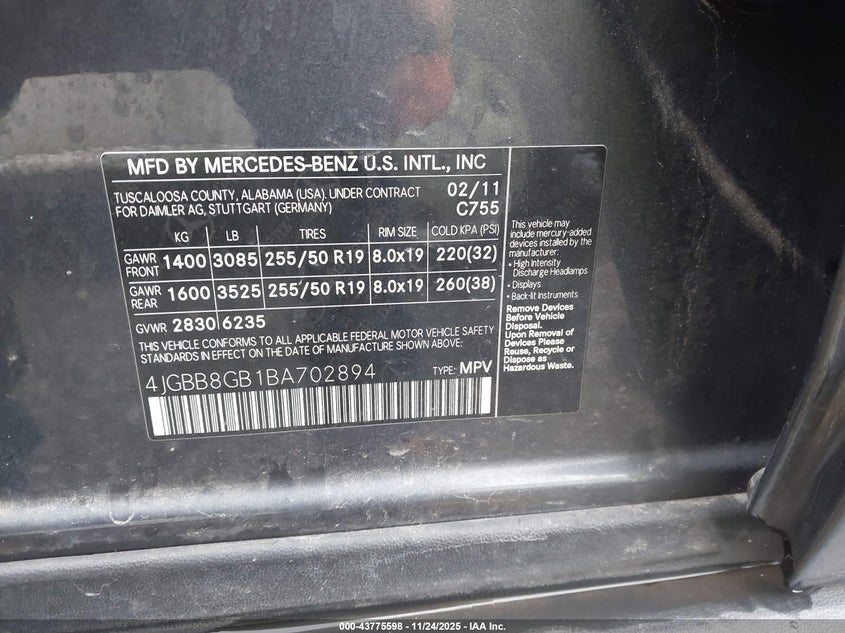 MFD BY MERCEDES-BENZ U.S. INTL., INC
TUSCALOOSA COUNTY, ALABAMA (USA). UNDER CONTRACT
FOR DAIMLER AG, STUTTGART (GERMANY)
02/11
C755
KG LB TIRES RIM SIZE COLD KPA (PSI)
GAWR FRONT 1400 3085 255/50 R19 8.0x19 220(32)
GAWR REAR 1600 3525 255/50 R19 8.0x19 260(38)
GVWR 2830 6235
THIS VEHICLE CONFORMS TO ALL APPLICABLE FEDERAL MOTOR VEHICLE SAFETY
STANDARDS IN EFFECT ON THE DATE OF MANUFACTURE SHOWN ABOVE.
4JGBB8GB1BA702894 TYPE: MPV
This vehicle may
include mercury-added
devices installed by the
manufacturer:
• High Intensity
Discharge Headlamps
• Displays
• Back-lit Instruments
Remove Devices
Before Vehicle
Disposal.
Upon Removal of
Devices Please
Reuse, Recycle or
Dispose as
Hazardous Waste.
000-43775598 - 11/24/2025 - IAA Inc.